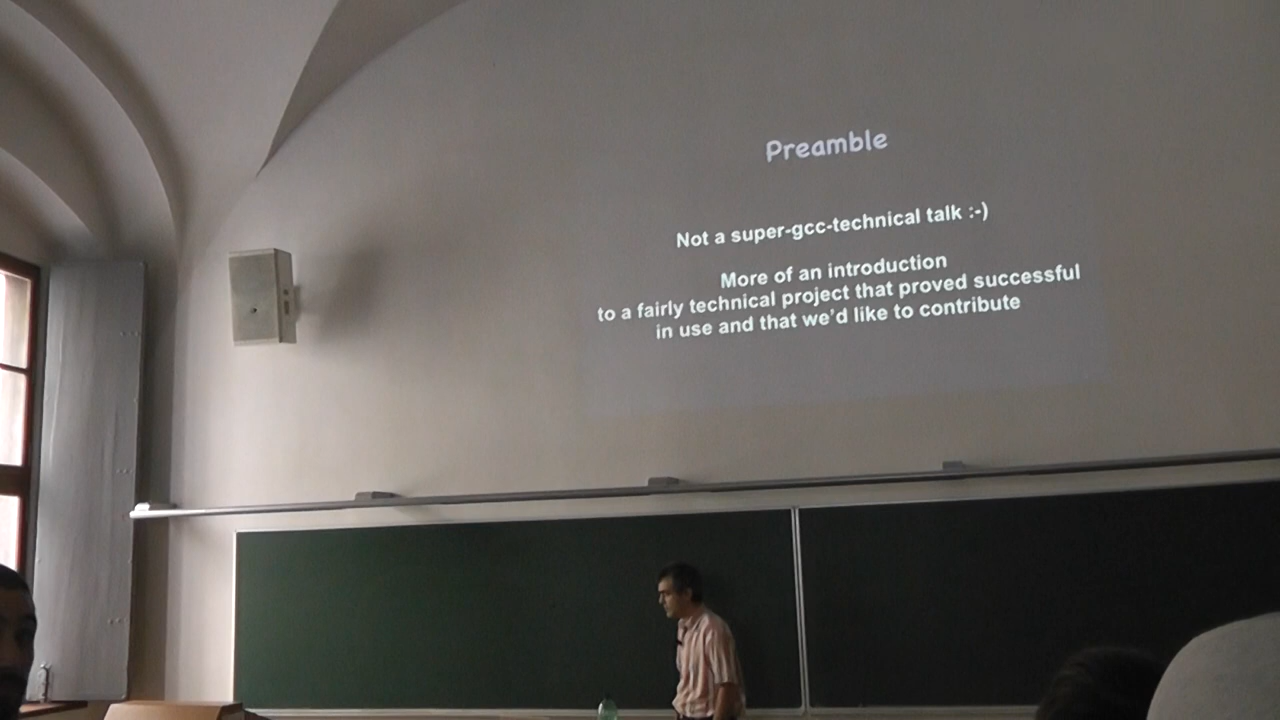 Preamble
Not a super-gcc-technical talk :-)
More of an introduction
to a fairly technical project that proved successful
in use and that we’d like to contribute